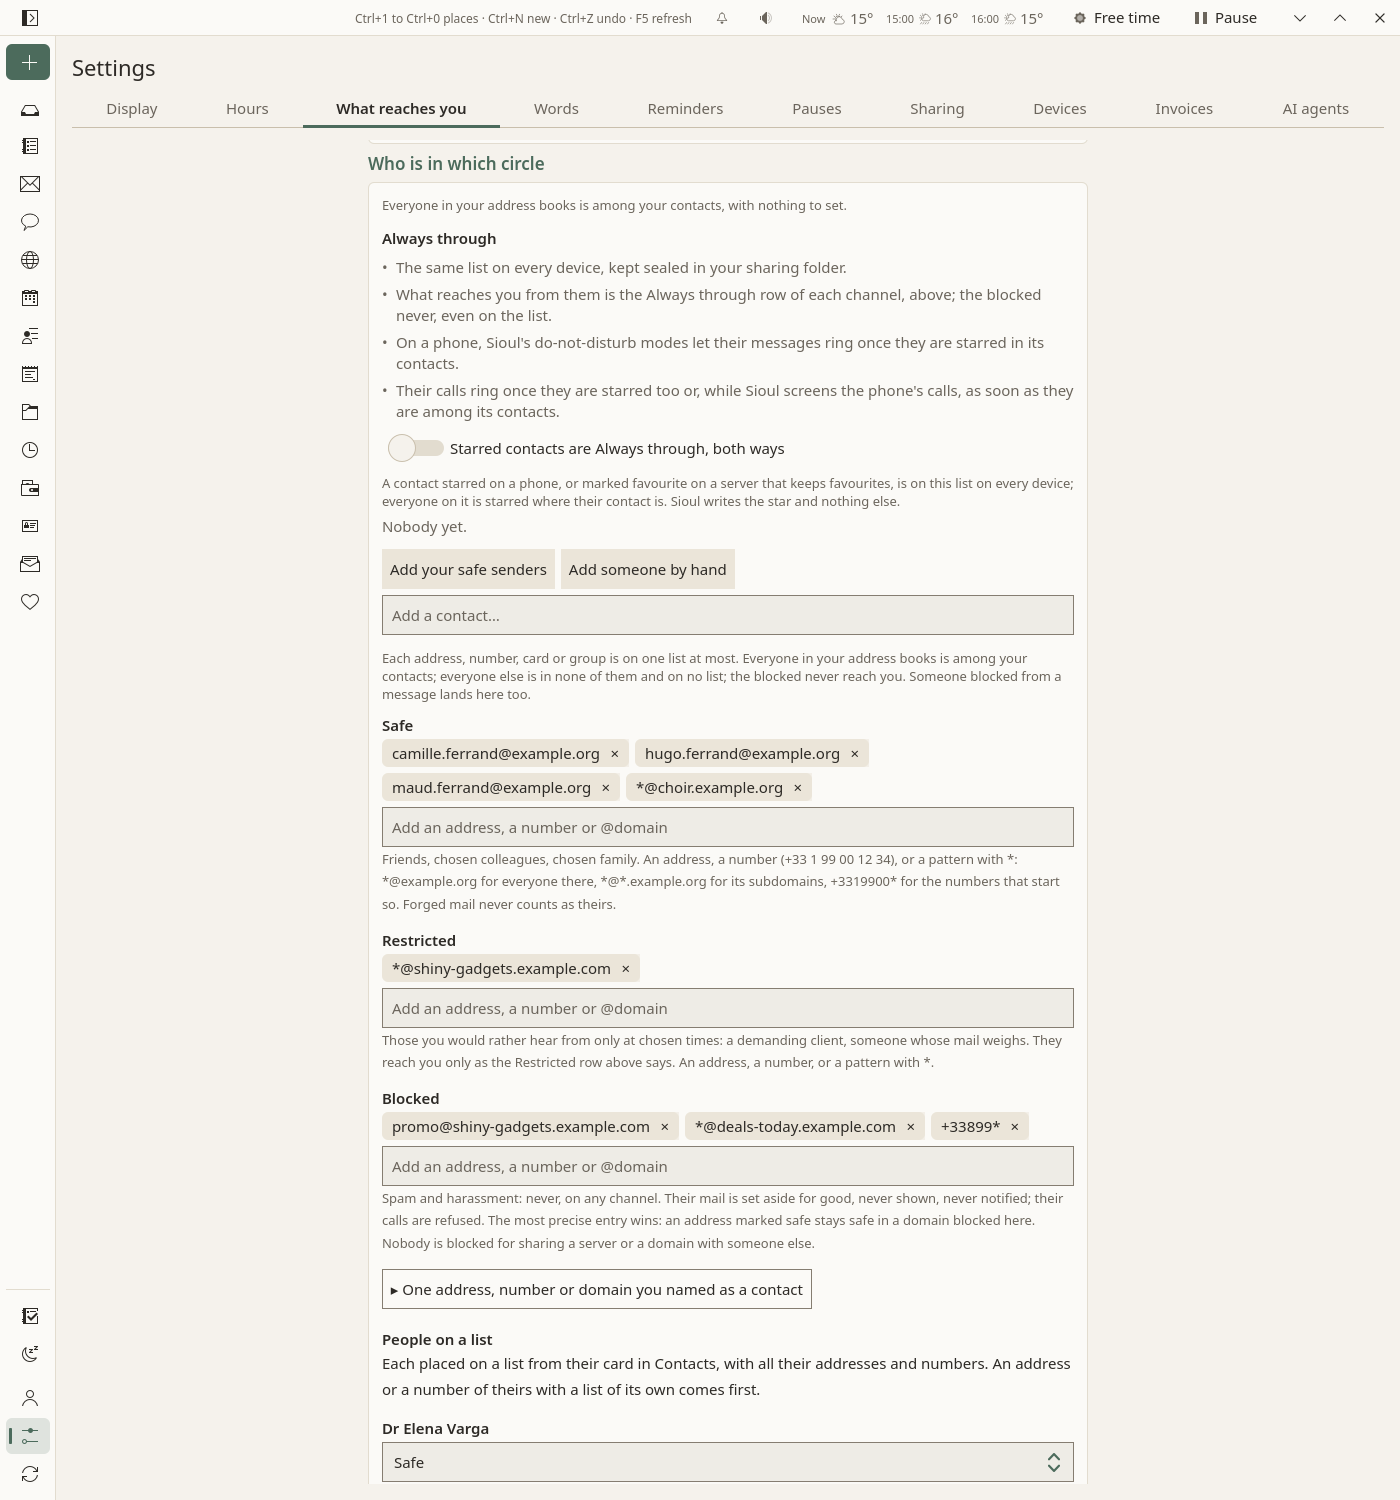 Ctrl+1 to Ctrl+0 places · Ctrl+N new · Ctrl+Z undo · F5 refresh
Now 15° 15:00 16° 16:00 15°
Free time
Pause
Settings
Display Hours What reaches you Words Reminders Pauses Sharing Devices Invoices AI agents
Who is in which circle
Everyone in your address books is among your contacts, with nothing to set.
Always through
• The same list on every device, kept sealed in your sharing folder.
• What reaches you from them is the Always through row of each channel, above; the blocked
never, even on the list.
• On a phone, Sioul's do-not-disturb modes let their messages ring once they are starred in its
contacts.
• Their calls ring once they are starred too or, while Sioul screens the phone's calls, as soon as they
are among its contacts.
Starred contacts are Always through, both ways
A contact starred on a phone, or marked favourite on a server that keeps favourites, is on this list on every device;
everyone on it is starred where their contact is. Sioul writes the star and nothing else.
Nobody yet.
Add your safe senders Add someone by hand
Add a contact...
Each address, number, card or group is on one list at most. Everyone in your address books is among your
contacts; everyone else is in none of them and on no list; the blocked never reach you. Someone blocked from a
message lands here too.
Safe
camille.ferrand@example.org × hugo.ferrand@example.org ×
maud.ferrand@example.org × *@choir.example.org ×
Add an address, a number or @domain
Friends, chosen colleagues, chosen family. An address, a number (+33 1 99 00 12 34), or a pattern with *:
*@example.org for everyone there, *@*.example.org for its subdomains, +3319900* for the numbers that start
so. Forged mail never counts as theirs.
Restricted
*@shiny-gadgets.example.com ×
Add an address, a number or @domain
Those you would rather hear from only at chosen times: a demanding client, someone whose mail weighs. They
reach you only as the Restricted row above says. An address, a number, or a pattern with *.
Blocked
promo@shiny-gadgets.example.com × *@deals-today.example.com × +33899* ×
Add an address, a number or @domain
Spam and harassment: never, on any channel. Their mail is set aside for good, never shown, never notified; their
calls are refused. The most precise entry wins: an address marked safe stays safe in a domain blocked here.
Nobody is blocked for sharing a server or a domain with someone else.
▸ One address, number or domain you named as a contact
People on a list
Each placed on a list from their card in Contacts, with all their addresses and numbers. An address
or a number of theirs with a list of its own comes first.
Dr Elena Varga
Safe